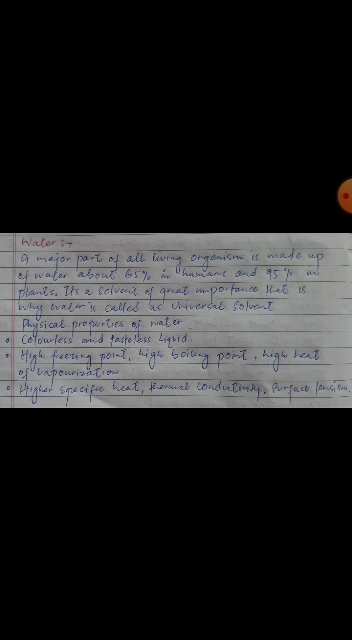 Water :→
A major part of all living organism is made up
of water about 65% in humans and 95% in
plants. Its a solvent of great importance that is
why water is called as Universal solvent
Physical properties of water
• Colourless and tasteless liquid.
• High freezing point, high boiling point, high heat
of vapourization
• Higher specific heat, thermal conductivity, Surface tension,